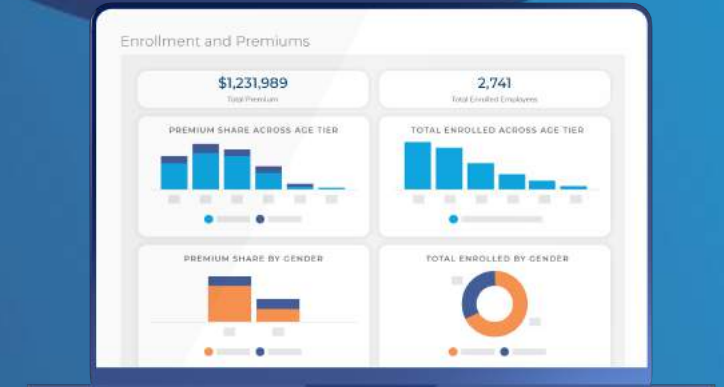 Enrollment and Premiums
$1,231,989
Total Premium
2,741
Total Enrolled Employees
PREMIUM SHARE ACROSS AGE TIER
TOTAL ENROLLED ACROSS AGE TIER
PREMIUM SHARE BY GENDER
TOTAL ENROLLED BY GENDER